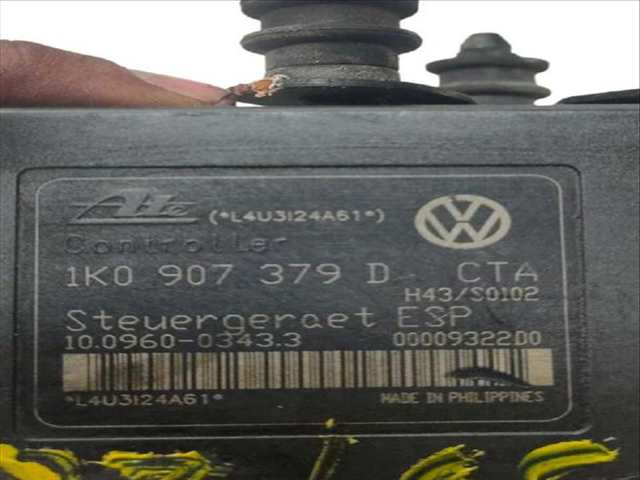 Ate (*L4U3I24A61*)
Controller
1K0 907 379 D CTA
H43/S0102
Steuergeraet ESP
10.0960-0343.3 00009322D0
*L4U3I24A61*
MADE IN PHILIPPINES